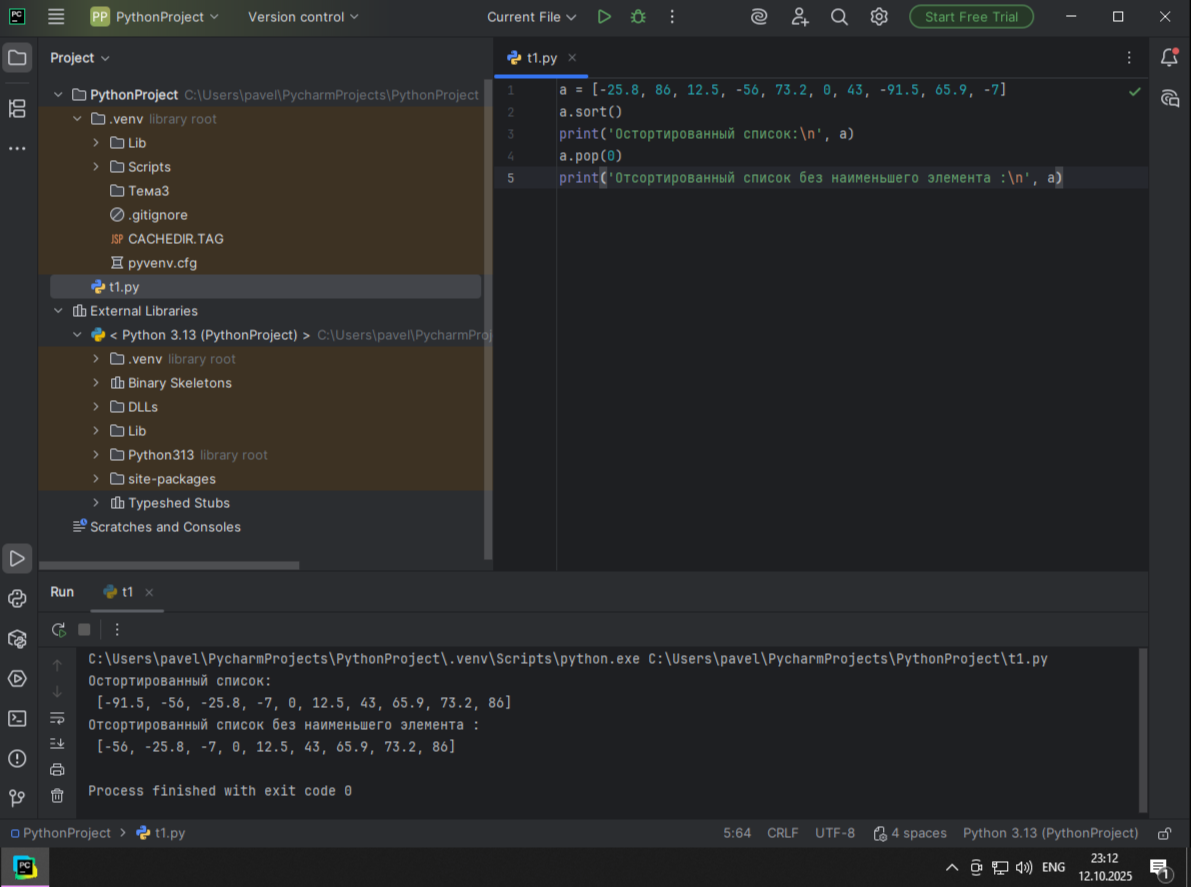 PC
PP PythonProject
Version control
Current File
Start Free Trial
Project
t1.py
PythonProject C:\Users\pavel\PycharmProjects\PythonProject
.venv library root
Lib
Scripts
Тема3
.gitignore
JSP CACHEDIR.TAG
pyvenv.cfg
t1.py
External Libraries
< Python 3.13 (PythonProject) > C:\Users\pavel\PycharmProj
.venv library root
Binary Skeletons
DLLs
Lib
Python313 library root
site-packages
Typeshed Stubs
Scratches and Consoles
1 a = [-25.8, 86, 12.5, -56, 73.2, 0, 43, -91.5, 65.9, -7]
2 a.sort()
3 print('Остортированный список:\n', a)
4 a.pop(0)
5 print('Отсортированный список без наименьшего элемента :\n', a)
Run
t1
C:\Users\pavel\PycharmProjects\PythonProject\.venv\Scripts\python.exe C:\Users\pavel\PycharmProjects\PythonProject\t1.py
Остортированный список:
[-91.5, -56, -25.8, -7, 0, 12.5, 43, 65.9, 73.2, 86]
Отсортированный список без наименьшего элемента :
[-56, -25.8, -7, 0, 12.5, 43, 65.9, 73.2, 86]
Process finished with exit code 0
PythonProject > t1.py
5:64 CRLF UTF-8 4 spaces Python 3.13 (PythonProject)
PC
ENG
23:12
12.10.2025
1